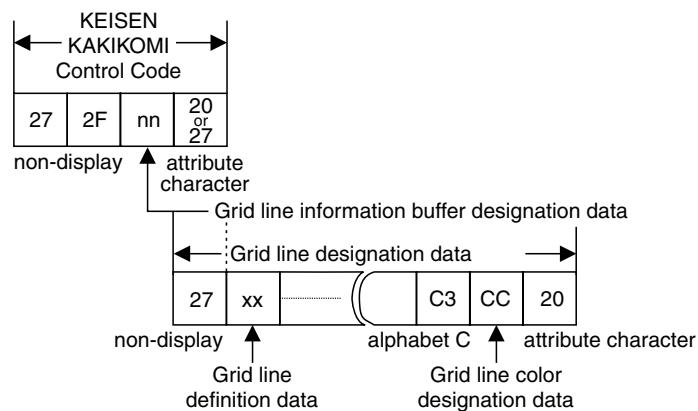 KEISEN
KAKIKOMI
Control Code
27 2F nn 20 or 27
non-display attribute character
Grid line information buffer designation data
Grid line designation data
27 xx C3 CC 20
non-display alphabet C attribute character
Grid line definition data
Grid line color designation data